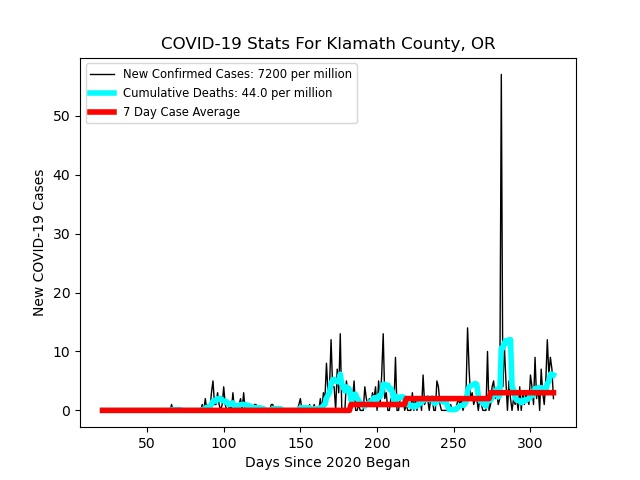 COVID-19 Stats For Klamath County, OR
New Confirmed Cases: 7200 per million
Cumulative Deaths: 44.0 per million
7 Day Case Average
New COVID-19 Cases
50
40
30
20
10
0
50 100 150 200 250 300
Days Since 2020 Began